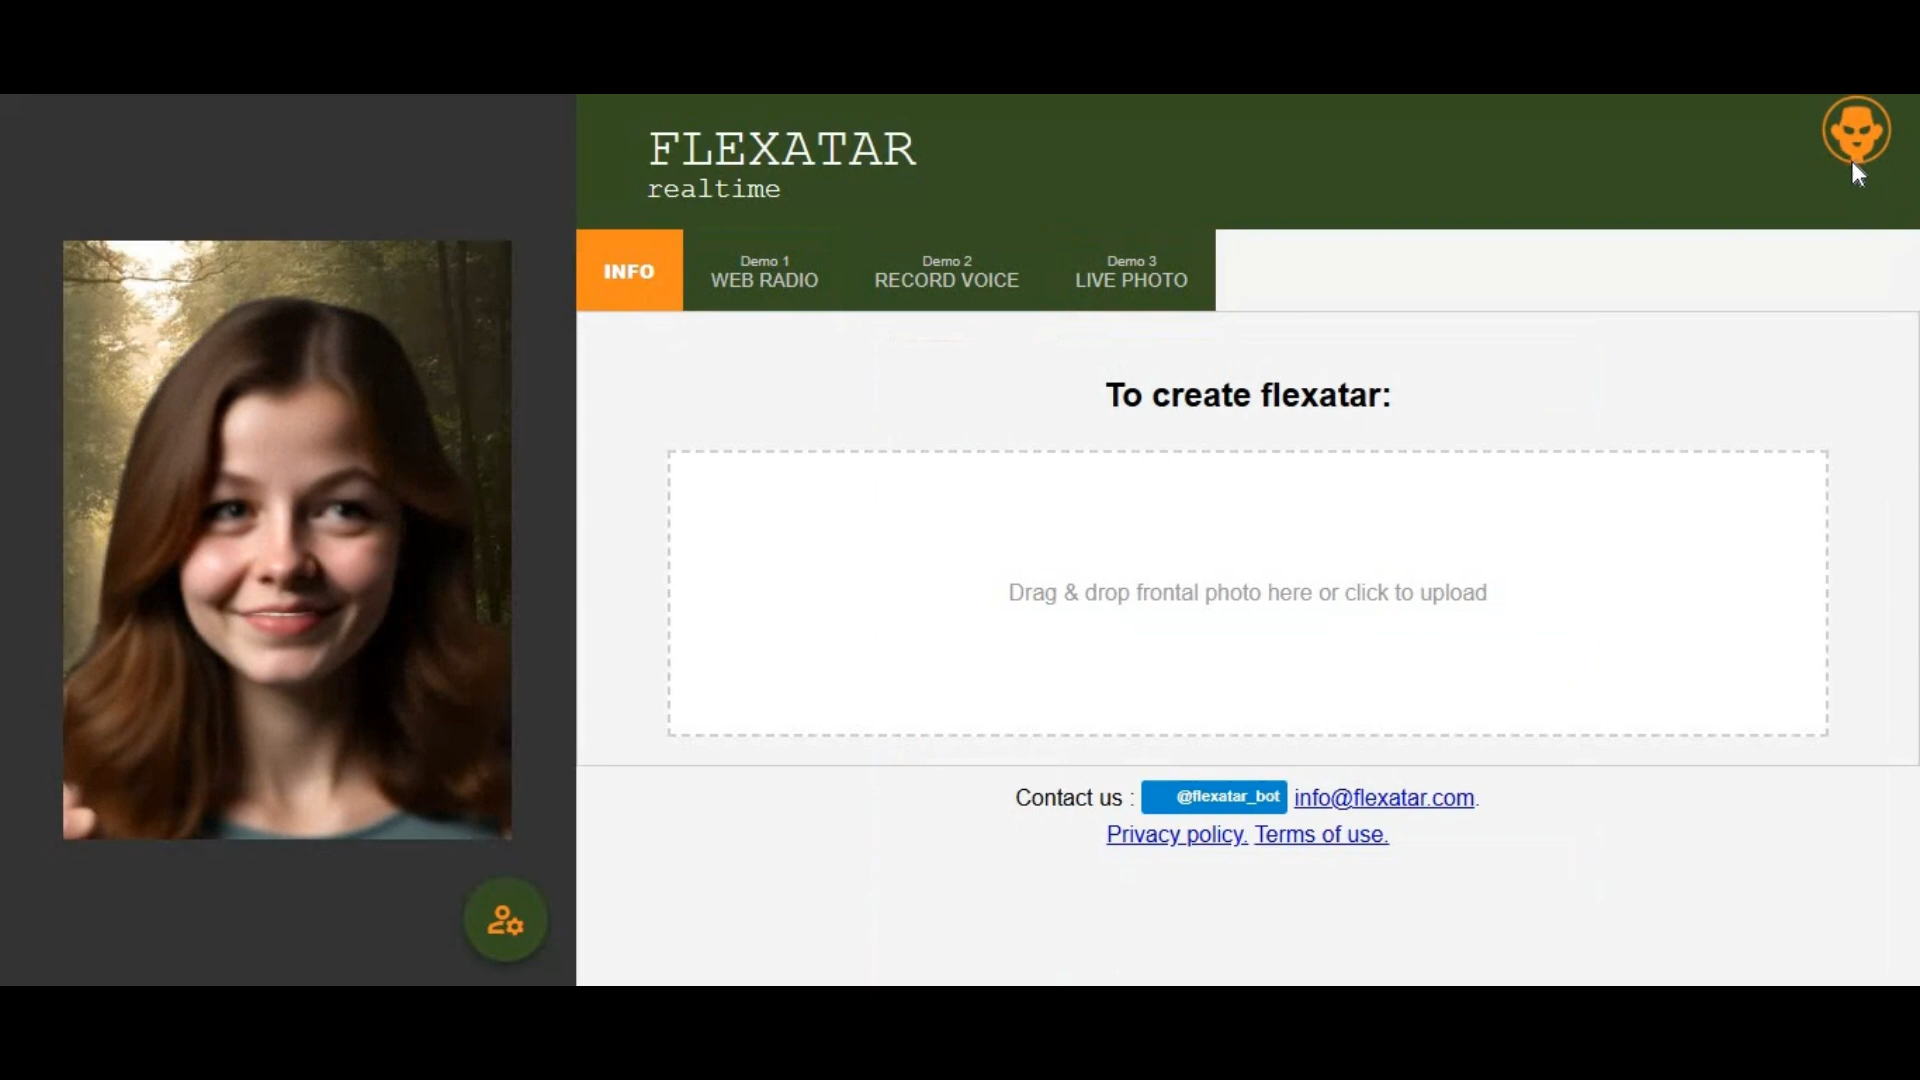 FLEXATAR
realtime
INFO
Demo 1
WEB RADIO
Demo 2
RECORD VOICE
Demo 3
LIVE PHOTO
To create flexatar:
Drag & drop frontal photo here or click to upload
Contact us : @flexatar_bot info@flexatar.com.
Privacy policy. Terms of use.